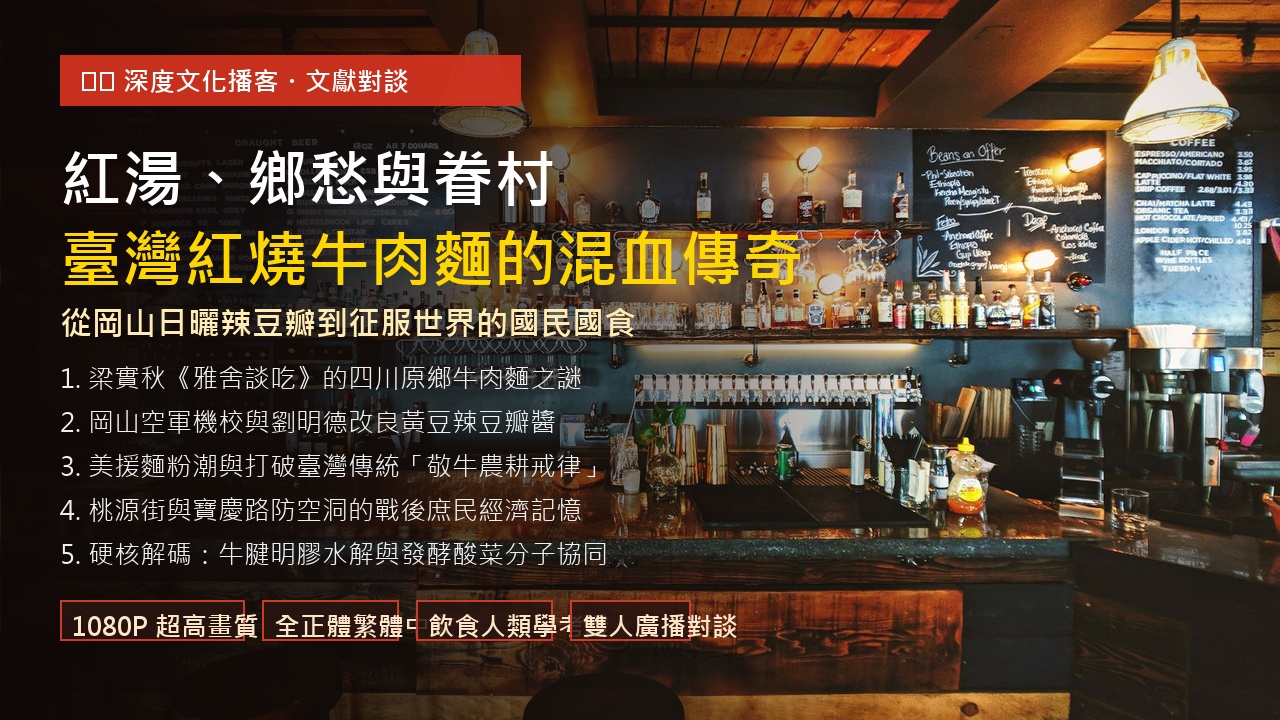 深度文化播客・文獻對談
紅湯、鄉愁與眷村
臺灣紅燒牛肉麵的混血傳奇
從岡山日曬辣豆瓣到征服世界的國民國食
1. 梁實秋《雅舍談吃》的四川原鄉牛肉麵之謎
2. 岡山空軍機校與劉明德改良黃豆辣豆瓣醬
3. 美援麵粉潮與打破臺灣傳統「敬牛農耕戒律」
4. 桃源街與寶慶路防空洞的戰後庶民經濟記憶
5. 硬核解碼：牛腱明膠水解與發酵酸菜分子協同
1080P 超高畫質
全正體繁體
飲食人類學
雙人廣播對談
DRAUGHT BEER
Beans on Offer
Ethiopia
Decaf
COFFEE
ESPRESSO/AMERICANO 3.50
MACCHIATO/CORTADO 3.62
CAPPUCCINO/FLAT WHITE
LATTE
DRIP COFFEE
CHAI/MATCHA LATTE
ORGANIC TEA
HOT CHOCOLATE/SPIKED
LONDON FOG
APPLE CIDER HOT/CHILLED
HALF PRICE
WINE BOTTLES
TUESDAY